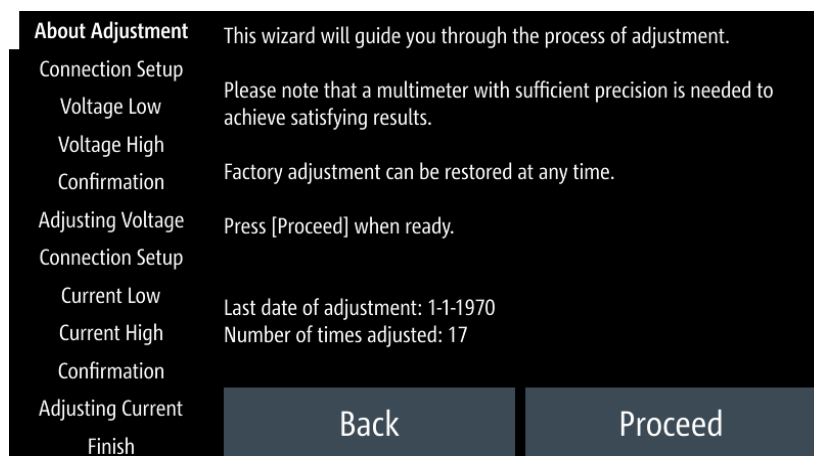 About Adjustment
Connection Setup
Voltage Low
Voltage High
Confirmation
Adjusting Voltage
Connection Setup
Current Low
Current High
Confirmation
Adjusting Current
Finish
This wizard will guide you through the process of adjustment.
Please note that a multimeter with sufficient precision is needed to
achieve satisfying results.
Factory adjustment can be restored at any time.
Press [Proceed] when ready.
Last date of adjustment: 1-1-1970
Number of times adjusted: 17
Back
Proceed